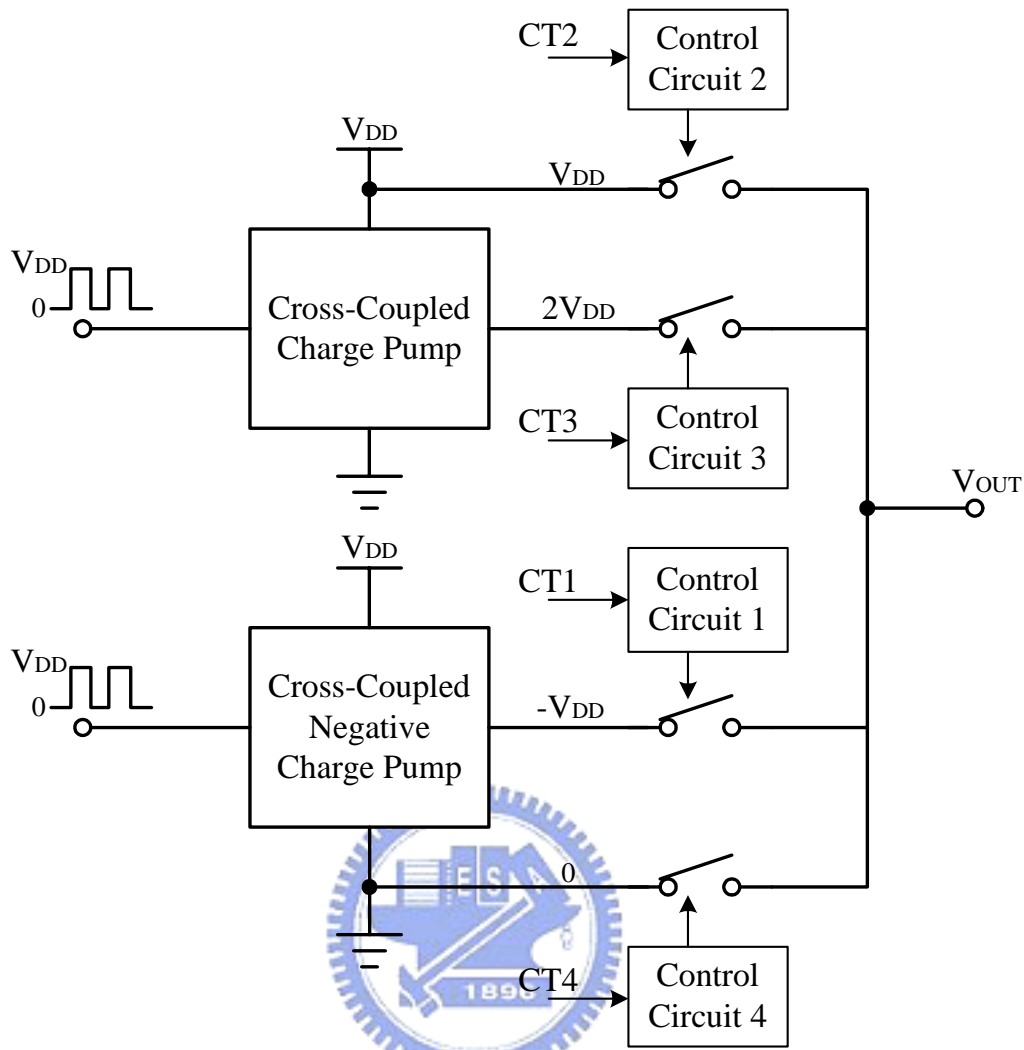 CT2
Control
Circuit 2
VDD
VDD
VDD
0
Cross-Coupled
Charge Pump
2VDD
CT3
Control
Circuit 3
VOUT
VDD
CT1
Control
Circuit 1
VDD
0
Cross-Coupled
Negative
Charge Pump
-VDD
E S
0
CT4
1896
Control
Circuit 4